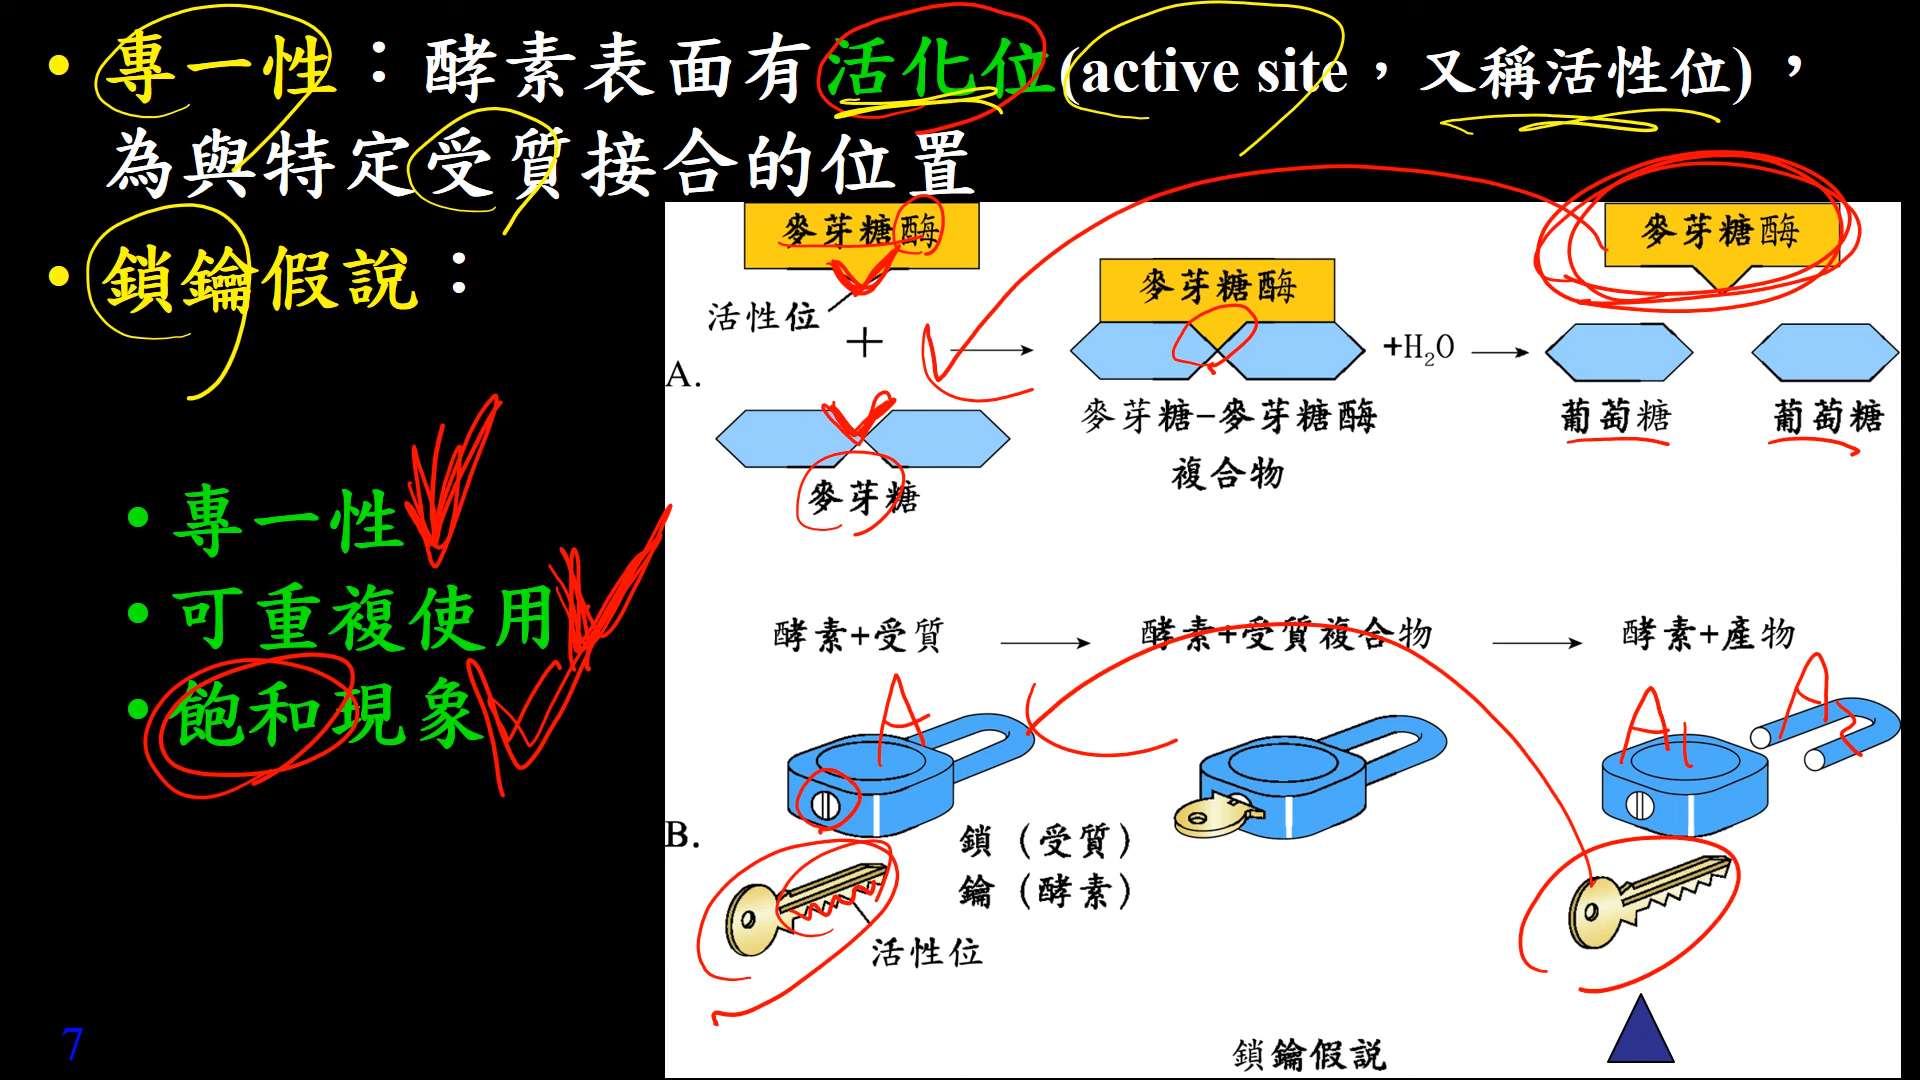 • 專一性：酵素表面有活化位(active site，又稱活性位)，
為與特定受質接合的位置
• 鎖鑰假說：
• 專一性
• 可重複使用
• 飽和現象
7
A.
麥芽糖酶
活性位
+
麥芽糖
麥芽糖酶
麥芽糖–麥芽糖酶
複合物
+H₂O
麥芽糖酶
葡萄糖 葡萄糖
酵素+受質
酵素+受質複合物
酵素+產物
B.
鎖（受質）
鑰（酵素）
活性位
鎖鑰假說